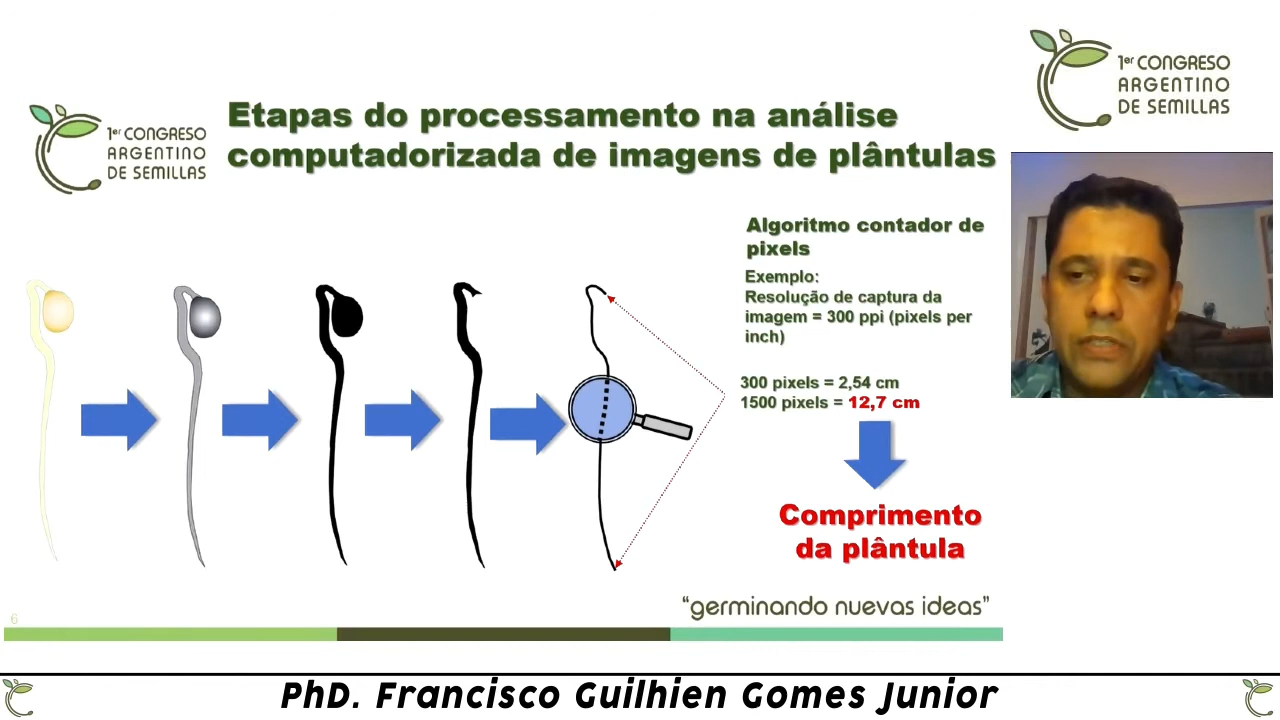 1er CONGRESO
ARGENTINO
DE SEMILLAS
Etapas do processamento na análise
computadorizada de imagens de plântulas
1er CONGRESO
ARGENTINO
DE SEMILLAS
Algoritmo contador de
pixels
Exemplo:
Resolução de captura da
imagem = 300 ppi (pixels per
inch)
300 pixels = 2,54 cm
1500 pixels = 12,7 cm
Comprimento
da plântula
"germinando nuevas ideas"
6
PhD. Francisco Guilhien Gomes Junior